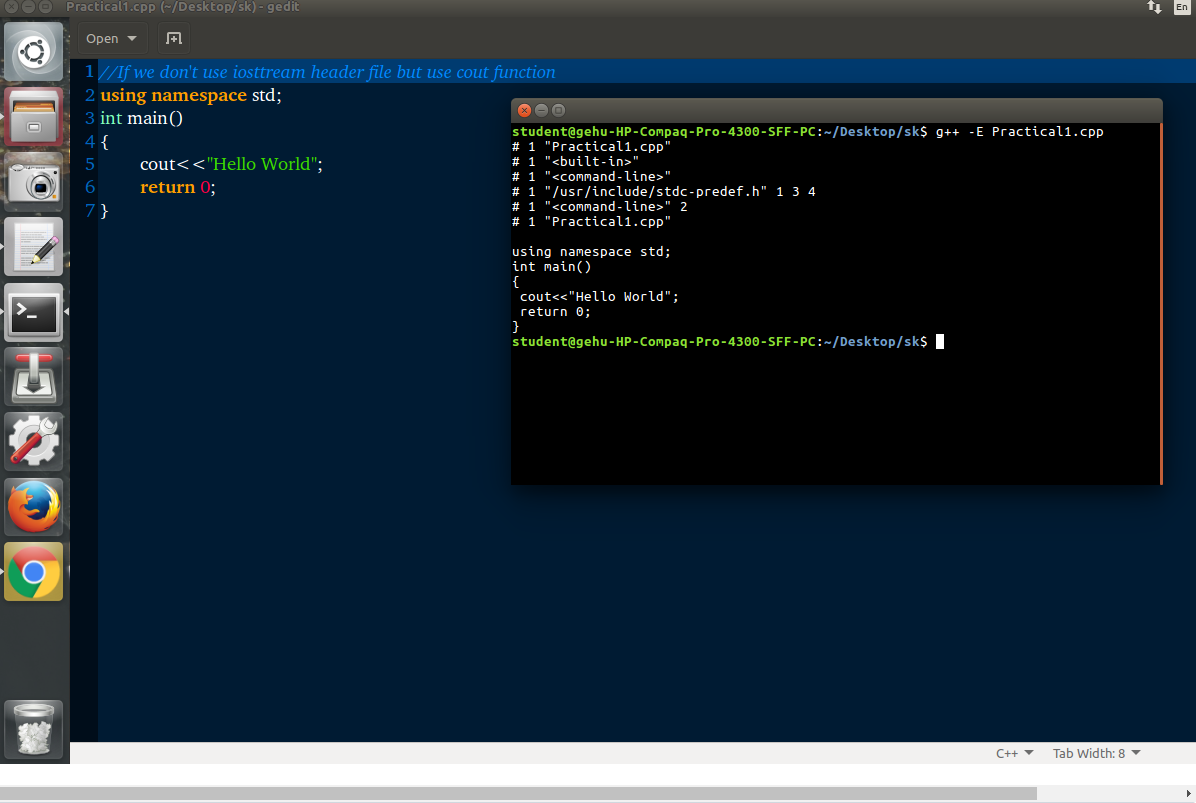 Practical1.cpp (~/Desktop/sk) - gedit
En
Open
1 //If we don't use iosttream header file but use cout function
2 using namespace std;
3 int main()
4 {
5 cout<<"Hello World";
6 return 0;
7 }
student@gehu-HP-Compaq-Pro-4300-SFF-PC:~/Desktop/sk$ g++ -E Practical1.cpp
# 1 "Practical1.cpp"
# 1 "<built-in>"
# 1 "<command-line>"
# 1 "/usr/include/stdc-predef.h" 1 3 4
# 1 "<command-line>" 2
# 1 "Practical1.cpp"
using namespace std;
int main()
{
cout<<"Hello World";
return 0;
}
student@gehu-HP-Compaq-Pro-4300-SFF-PC:~/Desktop/sk$
C++ Tab Width: 8